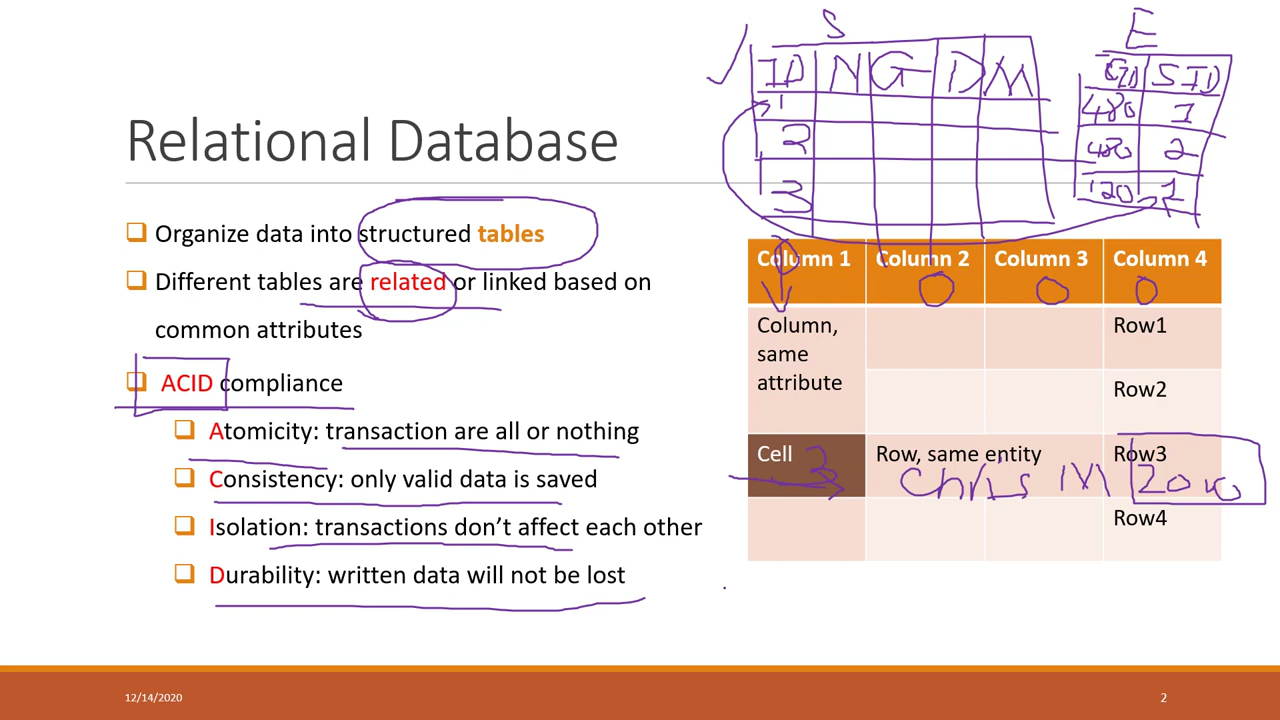 S
E
ID N G D M
CID SID
1
480 1
2
480 2
3
120 1
Relational Database
❑ Organize data into structured tables
❑ Different tables are related or linked based on
common attributes
❑ ACID compliance
❑ Atomicity: transaction are all or nothing
❑ Consistency: only valid data is saved
❑ Isolation: transactions don’t affect each other
❑ Durability: written data will not be lost
Column 1 Column 2 Column 3 Column 4
Column,
same
attribute
Row1
Row2
Cell Row, same entity Row3
3 Chris M
Row4
12/14/2020
2